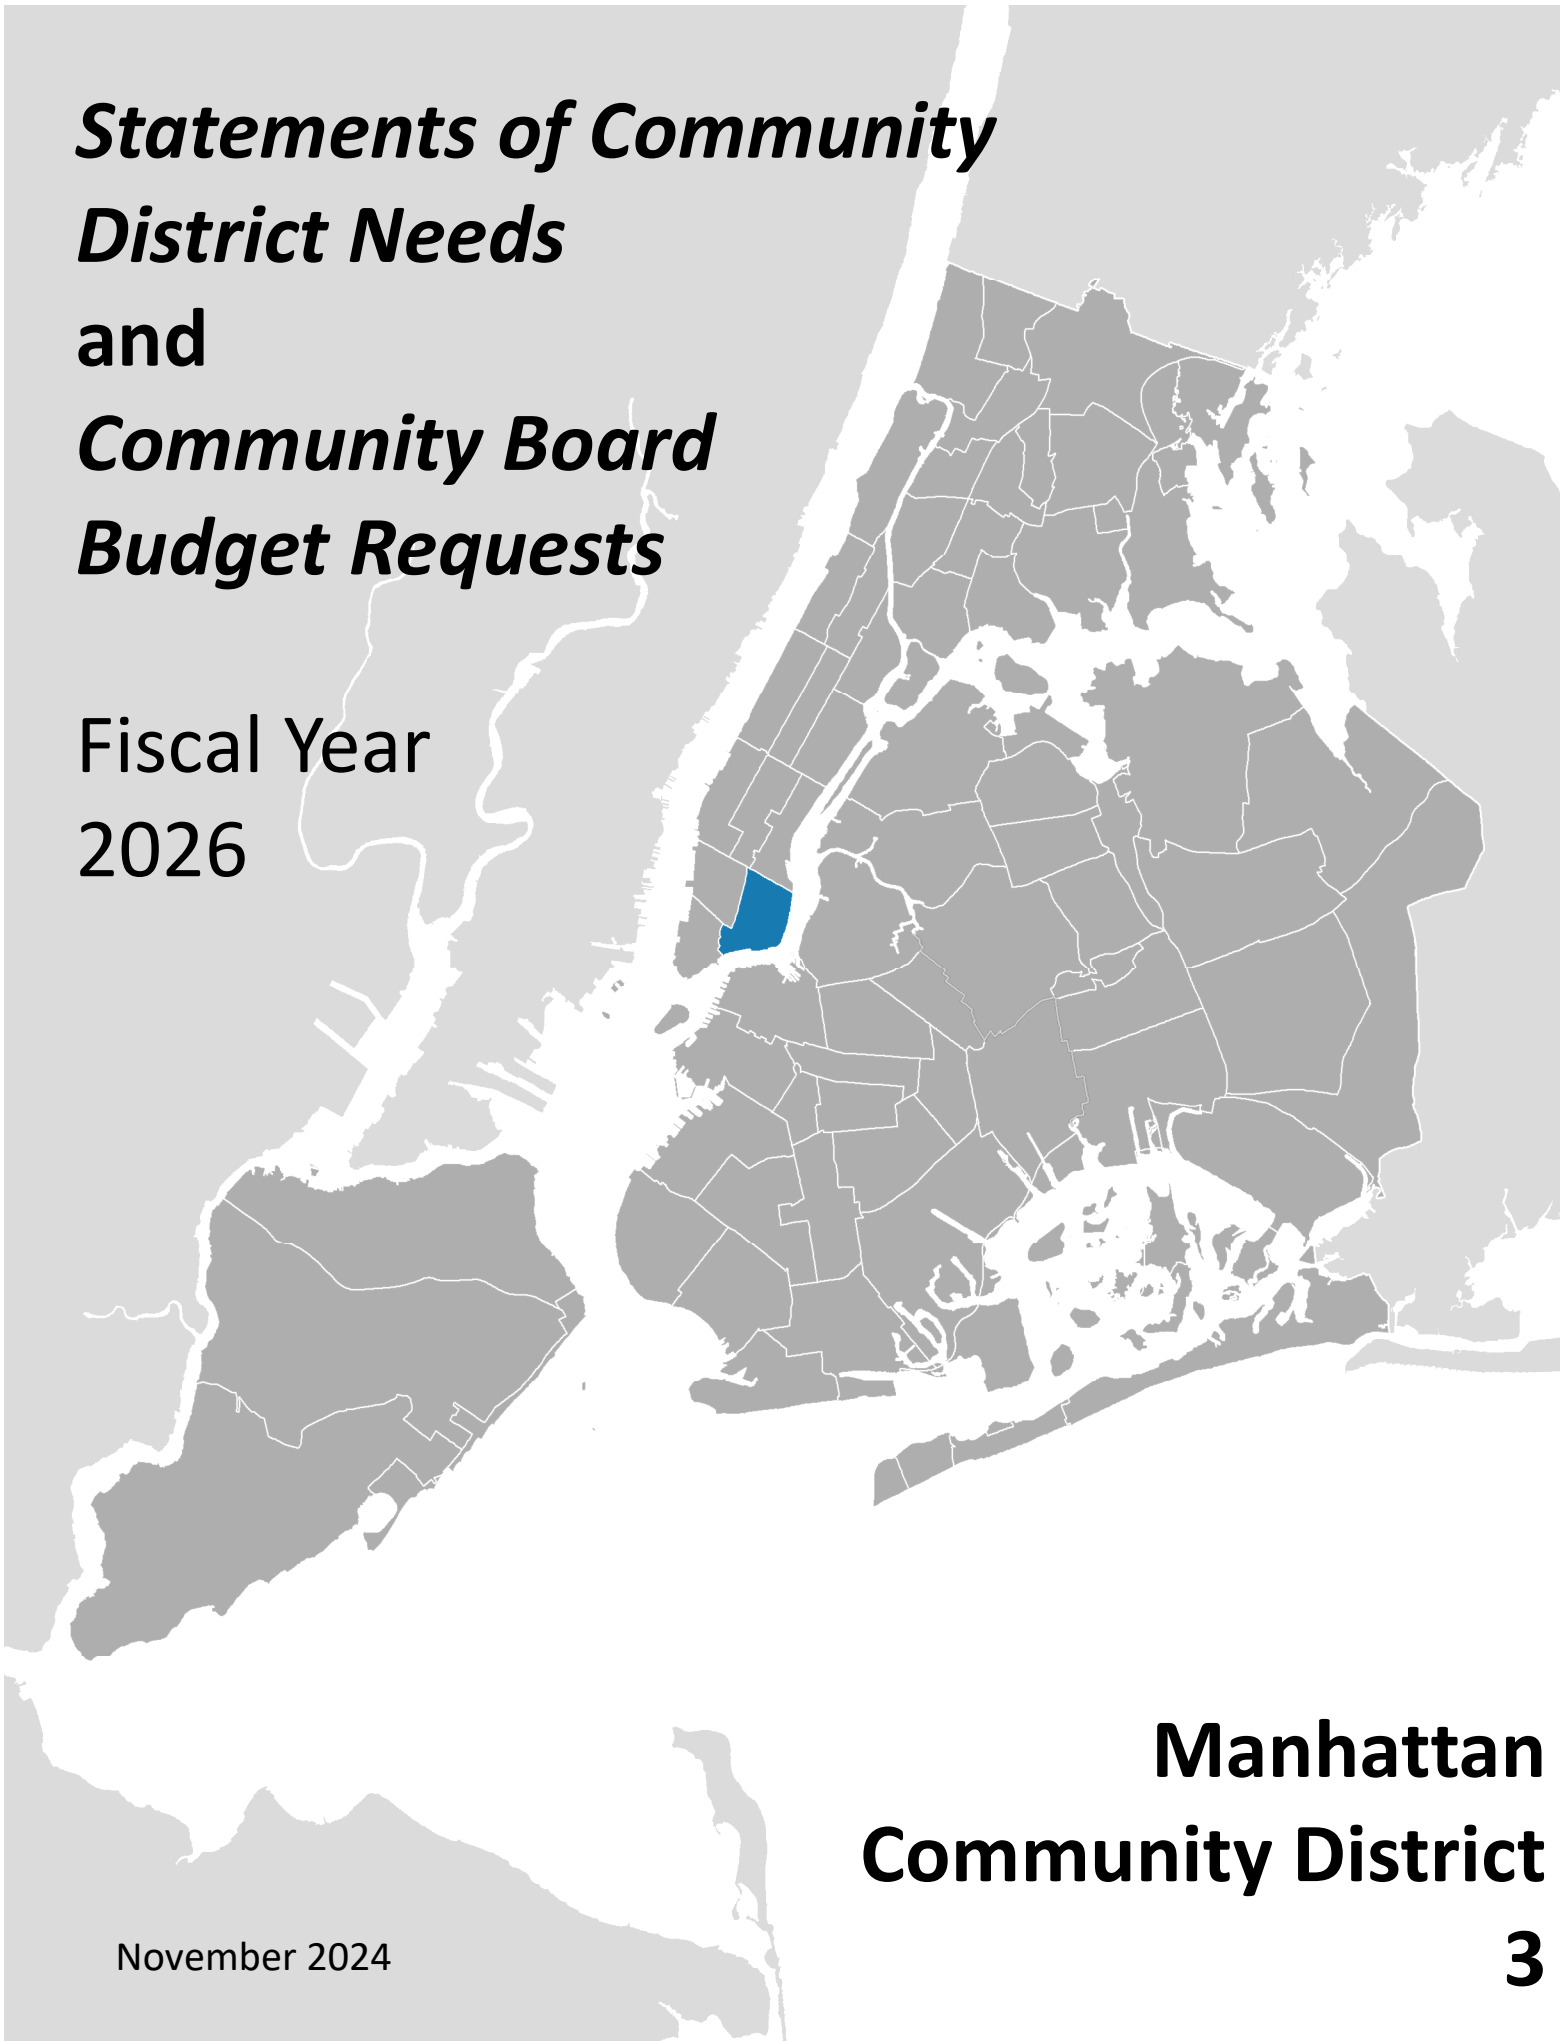 Statements of Community
District Needs
and
Community Board
Budget Requests
Fiscal Year
2026
Manhattan
Community District
3
November 2024